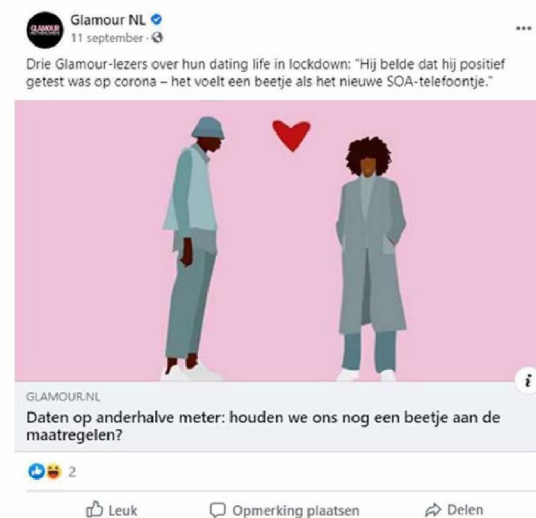 GLAMOUR
Glamour NL
11 september ·
Drie Glamour-lezers over hun dating life in lockdown: "Hij belde dat hij positief
getest was op corona – het voelt een beetje als het nieuwe SOA-telefoontje."
i
GLAMOUR.NL
Daten op anderhalve meter: houden we ons nog een beetje aan de
maatregelen?
2
Leuk
Opmerking plaatsen
Delen